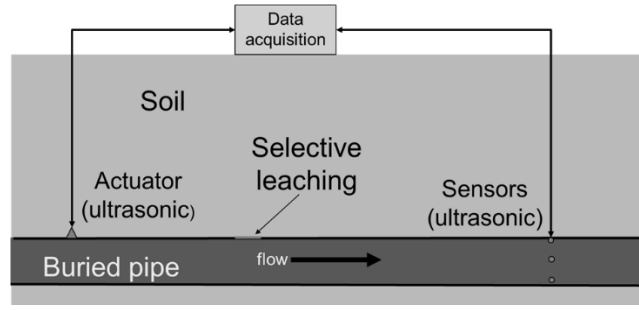 Data
acquisition
Soil
Selective
leaching
Actuator
(ultrasonic)
Sensors
(ultrasonic)
Buried pipe
flow